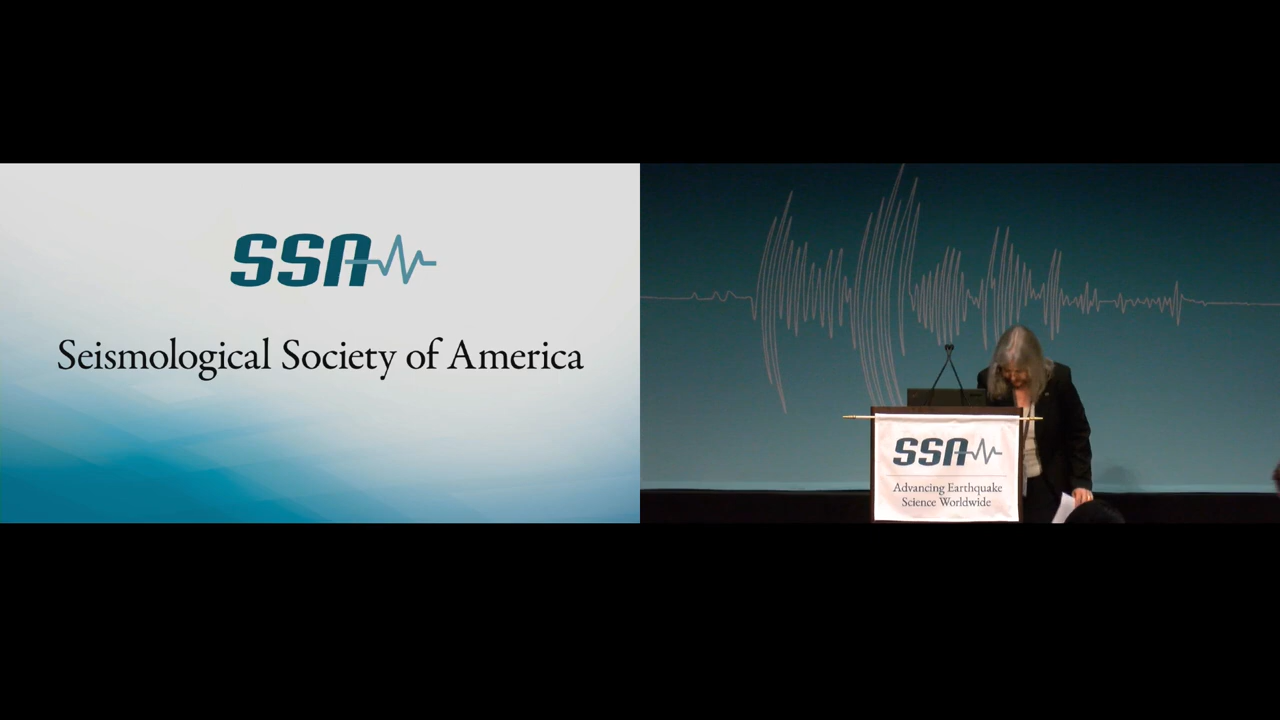 SSA
Seismological Society of America
SSA
Advancing Earthquake
Science Worldwide